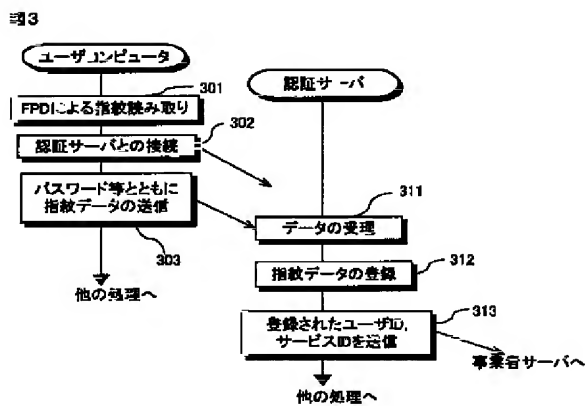 図3
ユーザコンピュータ
301
FPDによる指紋読み取り
302
認証サーバとの接続
パスワード等とともに
指紋データの送信
303
他の処理へ
認証サーバ
311
データの受理
312
指紋データの登録
313
登録されたユーザID,
サービスIDを送信
事業者サーバへ
他の処理へ